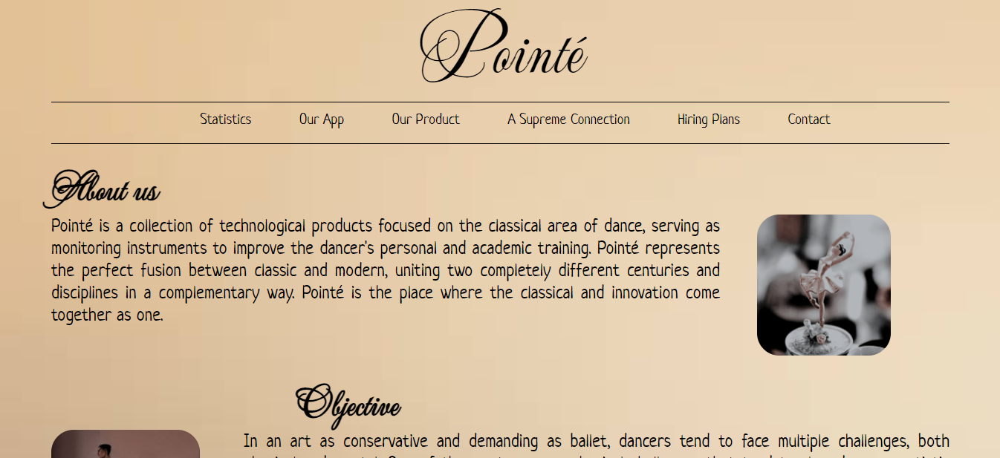 Pointé
Statistics Our App Our Product A Supreme Connection Hiring Plans Contact
About us
Pointé is a collection of technological products focused on the classical area of dance, serving as
monitoring instruments to improve the dancer's personal and academic training. Pointé represents
the perfect fusion between classic and modern, uniting two completely different centuries and
disciplines in a complementary way. Pointé is the place where the classical and innovation come
together as one.
Objective
In an art as conservative and demanding as ballet, dancers tend to face multiple challenges, both